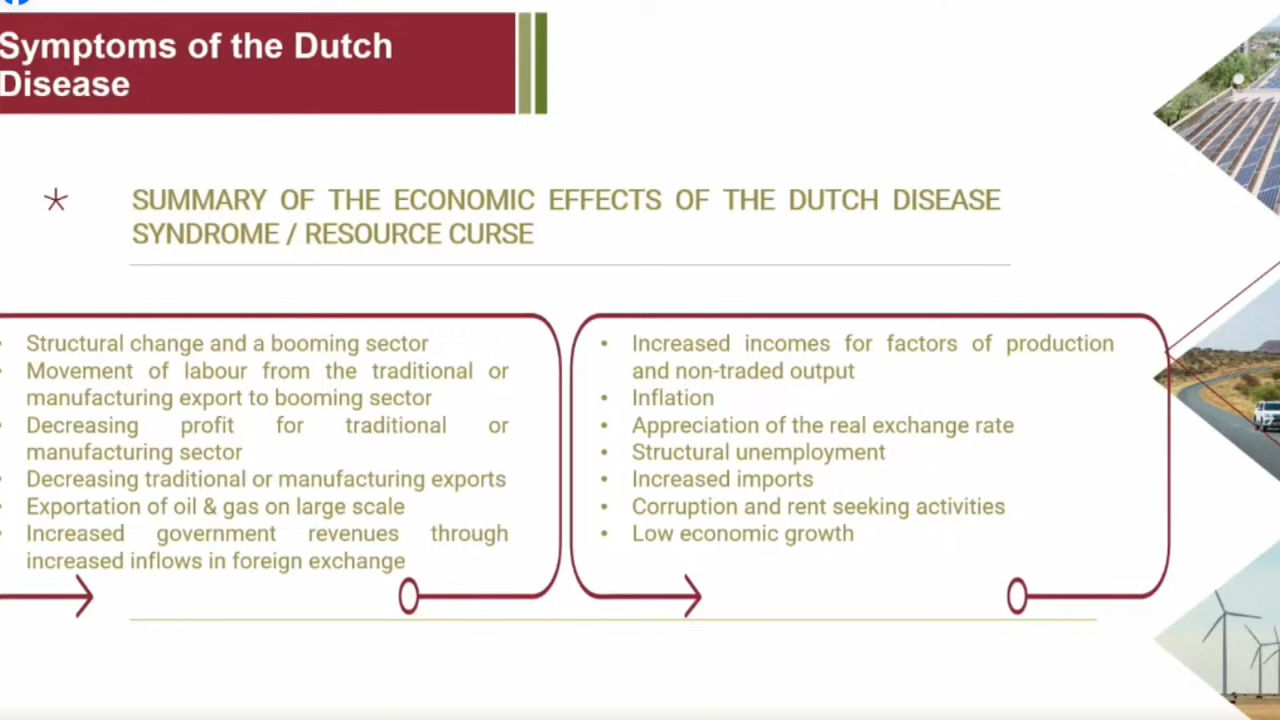 Symptoms of the Dutch
Disease
SUMMARY OF THE ECONOMIC EFFECTS OF THE DUTCH DISEASE
SYNDROME / RESOURCE CURSE
Structural change and a booming sector
Movement of labour from the traditional or
manufacturing export to booming sector
Decreasing profit for traditional or
manufacturing sector
Decreasing traditional or manufacturing exports
Exportation of oil & gas on large scale
Increased government revenues through
increased inflows in foreign exchange
• Increased incomes for factors of production
and non-traded output
• Inflation
• Appreciation of the real exchange rate
• Structural unemployment
• Increased imports
• Corruption and rent seeking activities
• Low economic growth